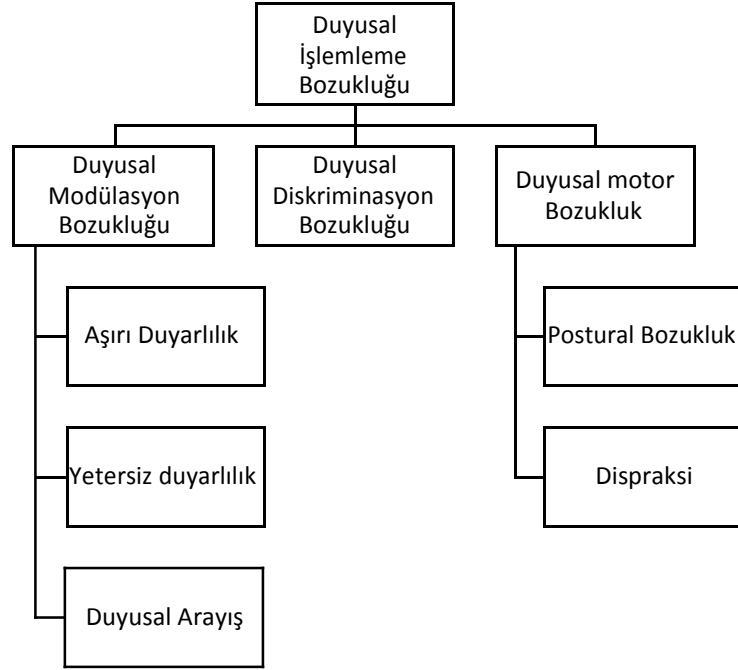 Duyusal
İşlemleme
Bozukluğu
Duyusal
Modülasyon
Bozukluğu
Duyusal
Diskriminasyon
Bozukluğu
Duyusal motor
Bozukluk
Aşırı Duyarlılık
Yetersiz duyarlılık
Duyusal Arayış
Postural Bozukluk
Dispraksi